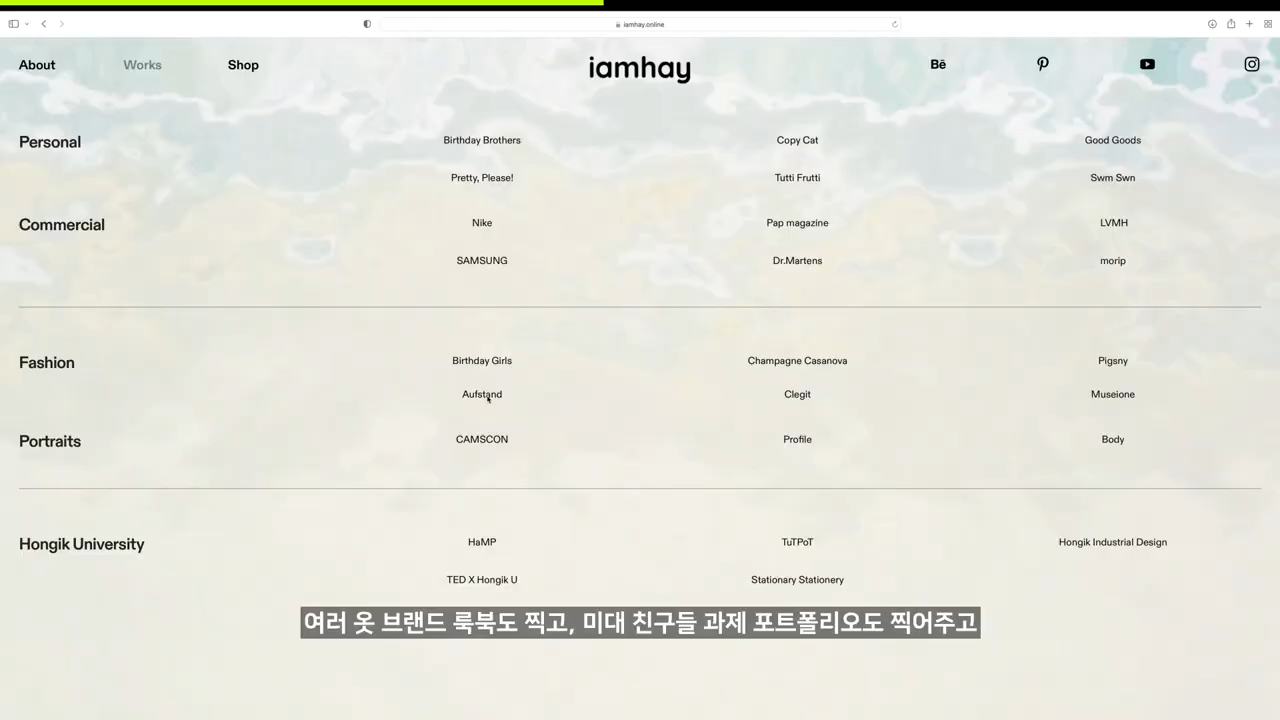 iamhay.online
About Works Shop iamhay Bē
Personal Birthday Brothers Copy Cat Good Goods
Pretty, Please! Tutti Frutti Swm Swn
Commercial Nike Pap magazine LVMH
SAMSUNG Dr.Martens morip
Fashion Birthday Girls Champagne Casanova Pigsny
Aufstand Clegit Museione
Portraits CAMSCON Profile Body
Hongik University HaMP TuTPoT Hongik Industrial Design
TED X Hongik U Stationary Stationery
여러 옷 브랜드 룩북도 찍고, 미대 친구들 과제 포트폴리오도 찍어주고